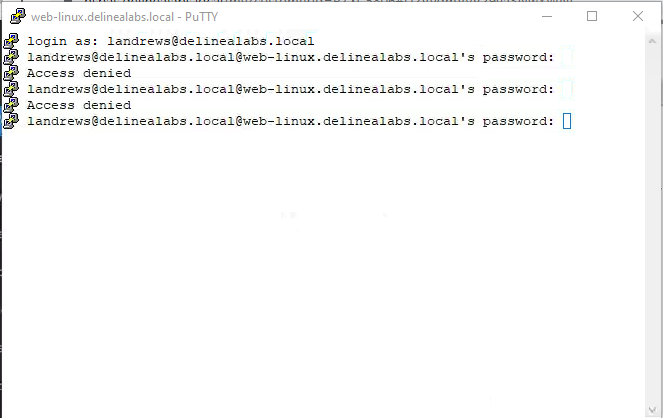 web-linux.delinealabs.local - PuTTY
login as: landrews@delinealabs.local
landrews@delinealabs.local@web-linux.delinealabs.local's password:
Access denied
landrews@delinealabs.local@web-linux.delinealabs.local's password:
Access denied
landrews@delinealabs.local@web-linux.delinealabs.local's password: